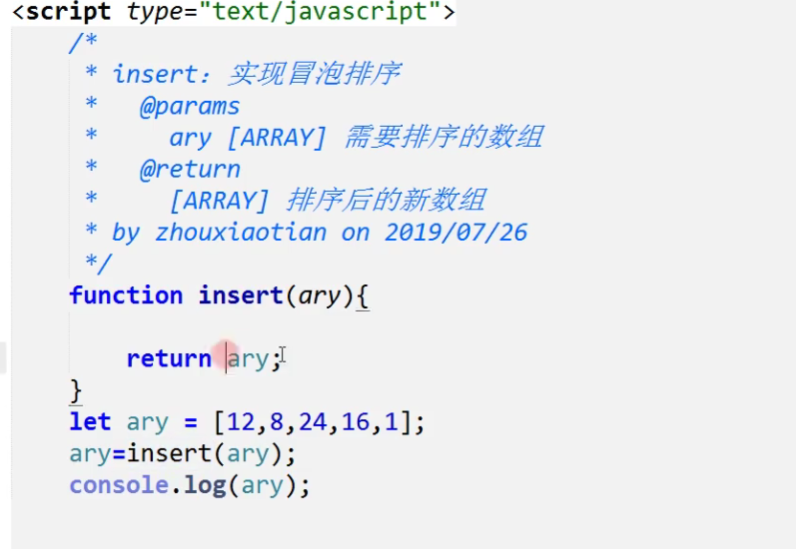 <script type="text/javascript">
/*
* insert：实现冒泡排序
* @params
* ary [ARRAY] 需要排序的数组
* @return
* [ARRAY] 排序后的新数组
* by zhouxiaotian on 2019/07/26
*/
function insert(ary){
return ary;
}
let ary = [12,8,24,16,1];
ary=insert(ary);
console.log(ary);